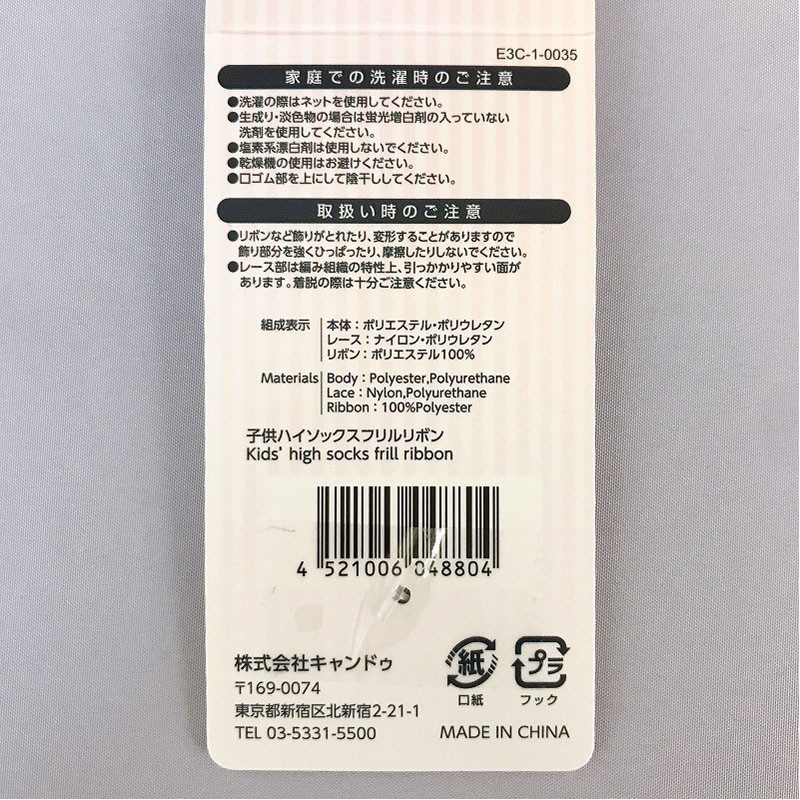 E3C-1-0035
家庭での洗濯時のご注意
●洗濯の際はネットを使用してください。
●生成り・淡色物の場合は蛍光増白剤の入っていない
洗剤を使用してください。
●塩素系漂白剤は使用しないでください。
●乾燥機の使用はお避けください。
●口ゴム部を上にして陰干ししてください。
取扱い時のご注意
●リボンなど飾りがとれたり、変形することがありますので
飾り部分を強くひっぱったり、摩擦したりしないでください。
●レース部は編み組織の特性上、引っかかりやすい面が
あります。着脱の際は十分ご注意ください。
組成表示 本体：ポリエステル・ポリウレタン
レース：ナイロン・ポリウレタン
リボン：ポリエステル100%
Materials Body：Polyester,Polyurethane
Lace：Nylon,Polyurethane
Ribbon：100%Polyester
子供ハイソックスフリルリボン
Kids' high socks frill ribbon
4 521006 048804
株式会社キャンドゥ
〒169-0074
東京都新宿区北新宿2-21-1
TEL 03-5331-5500
紙 プラ
口紙 フック
MADE IN CHINA